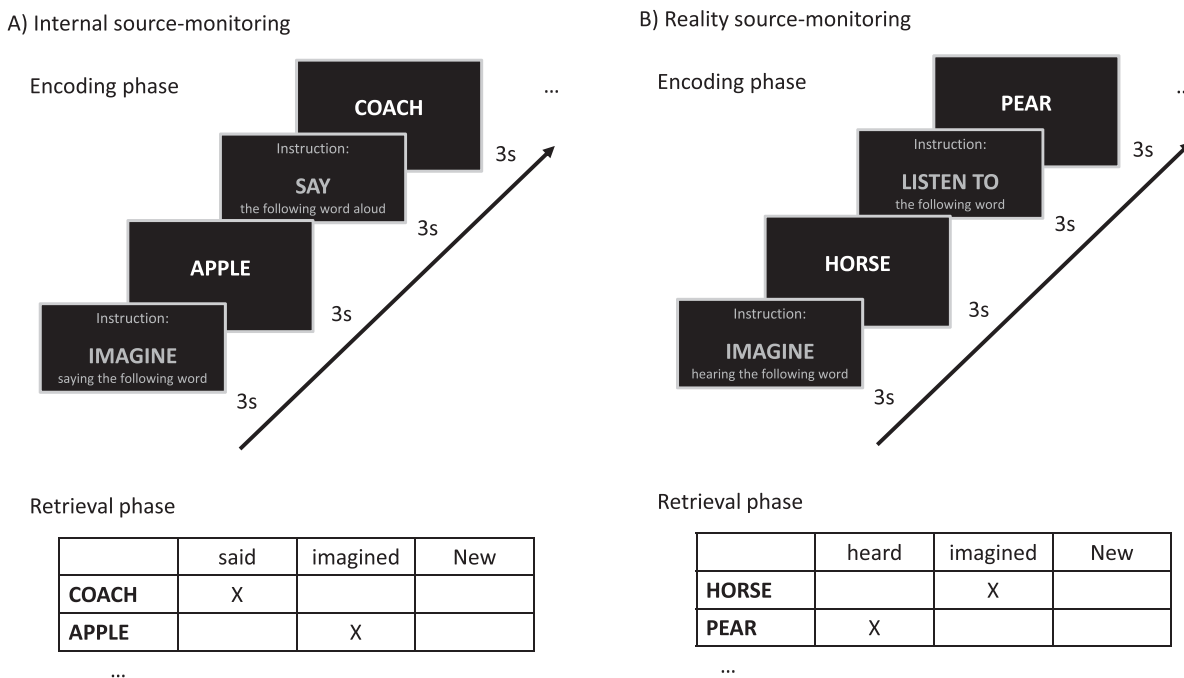 A) Internal source-monitoring
Encoding phase
...
COACH
3s
Instruction:
SAY
the following word aloud
3s
APPLE
3s
Instruction:
IMAGINE
saying the following word
3s
Retrieval phase
said imagined New
COACH X
APPLE X
...
B) Reality source-monitoring
Encoding phase
..
PEAR
3s
Instruction:
LISTEN TO
the following word
3s
HORSE
3s
Instruction:
IMAGINE
hearing the following word
3s
Retrieval phase
heard imagined New
HORSE X
PEAR X
...